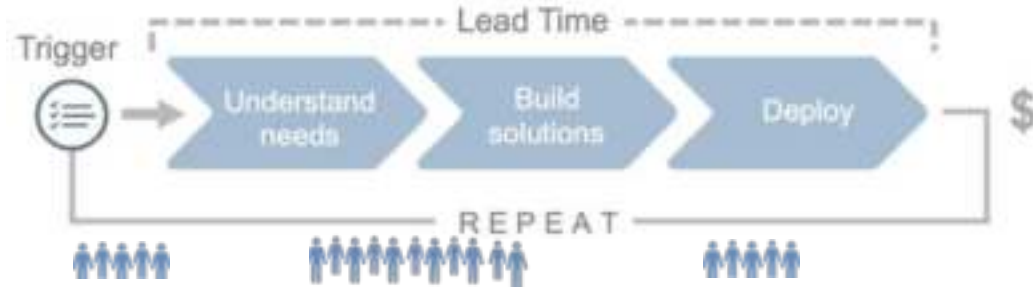 Lead Time
Trigger
Understand
needs
Build
solutions
Deploy
$
REPEAT